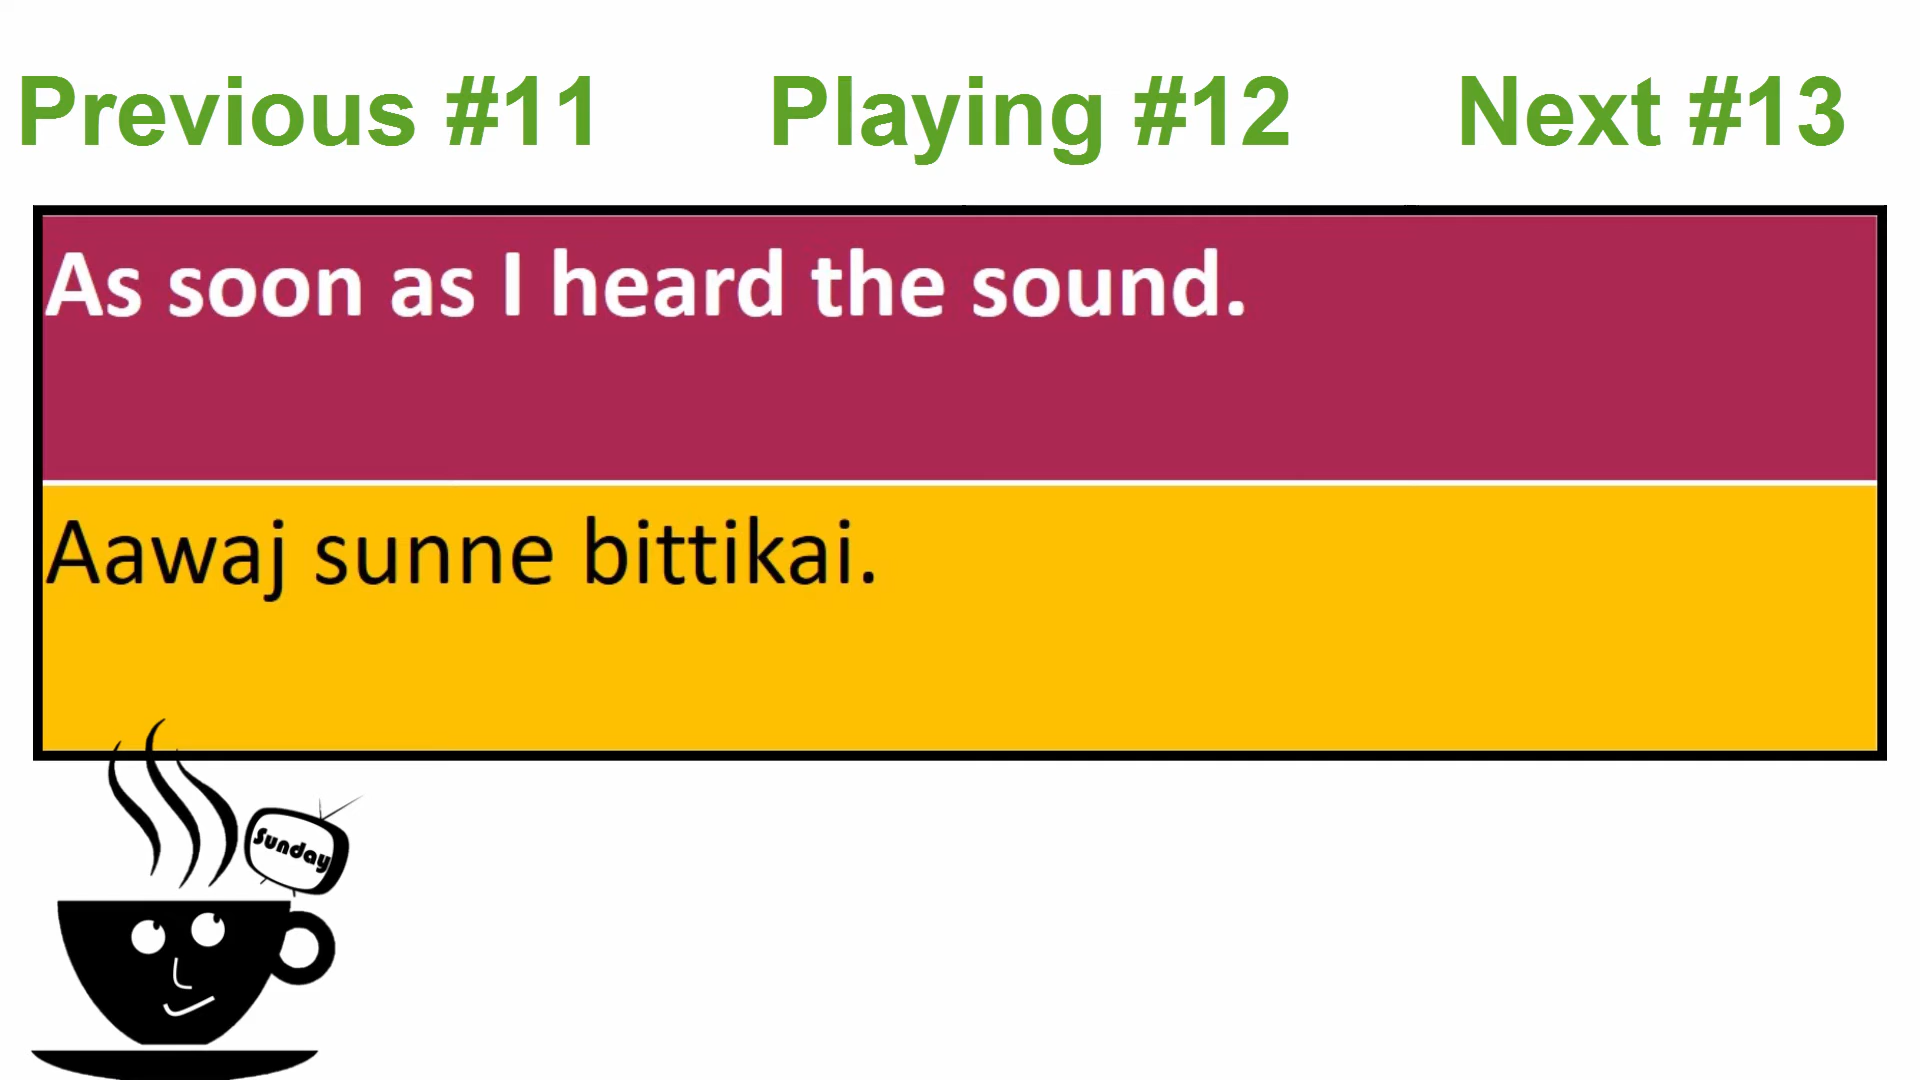 Previous #11 Playing #12 Next #13
As soon as I heard the sound.
Aawaj sunne bittikai.
Sunday